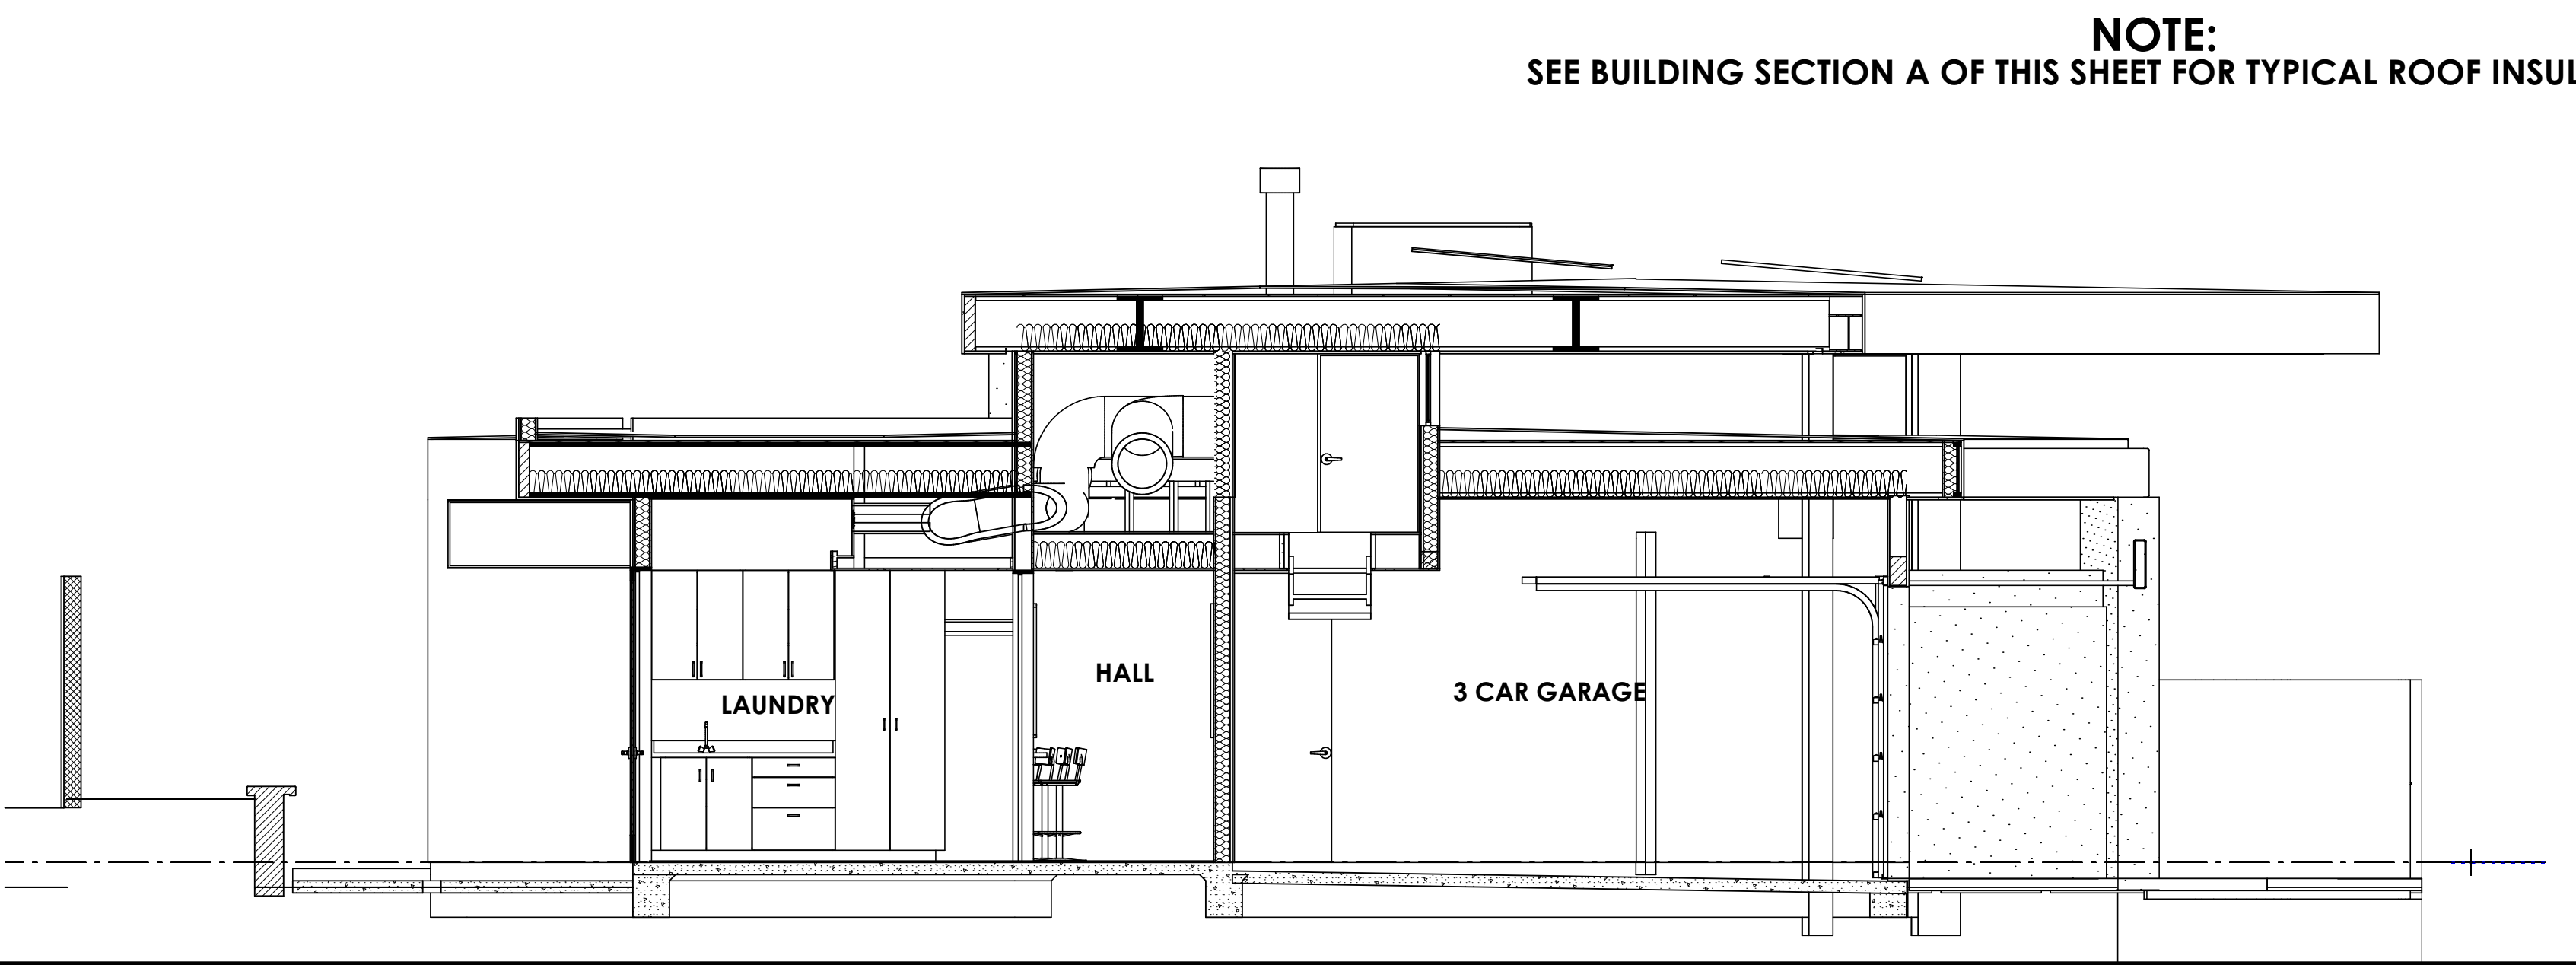 NOTE:
SEE BUILDING SECTION A OF THIS SHEET FOR TYPICAL ROOF INSUL
HALL
LAUNDRY
3 CAR GARAGE